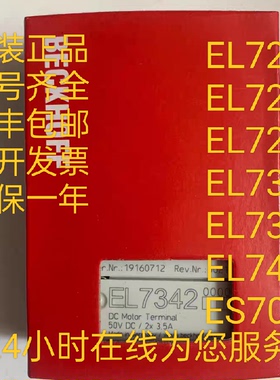 装正品
号齐全
丰包邮
开发票
保一年
BECKHOFF
EL72
EL72
EL72
EL73
EL73
EL74
ES70
Ser.Nr.:19160712 Rev.Nr.:
EL7342
DC Motor Terminal
50V DC / 2x 3.5A
24小时在线为您服务